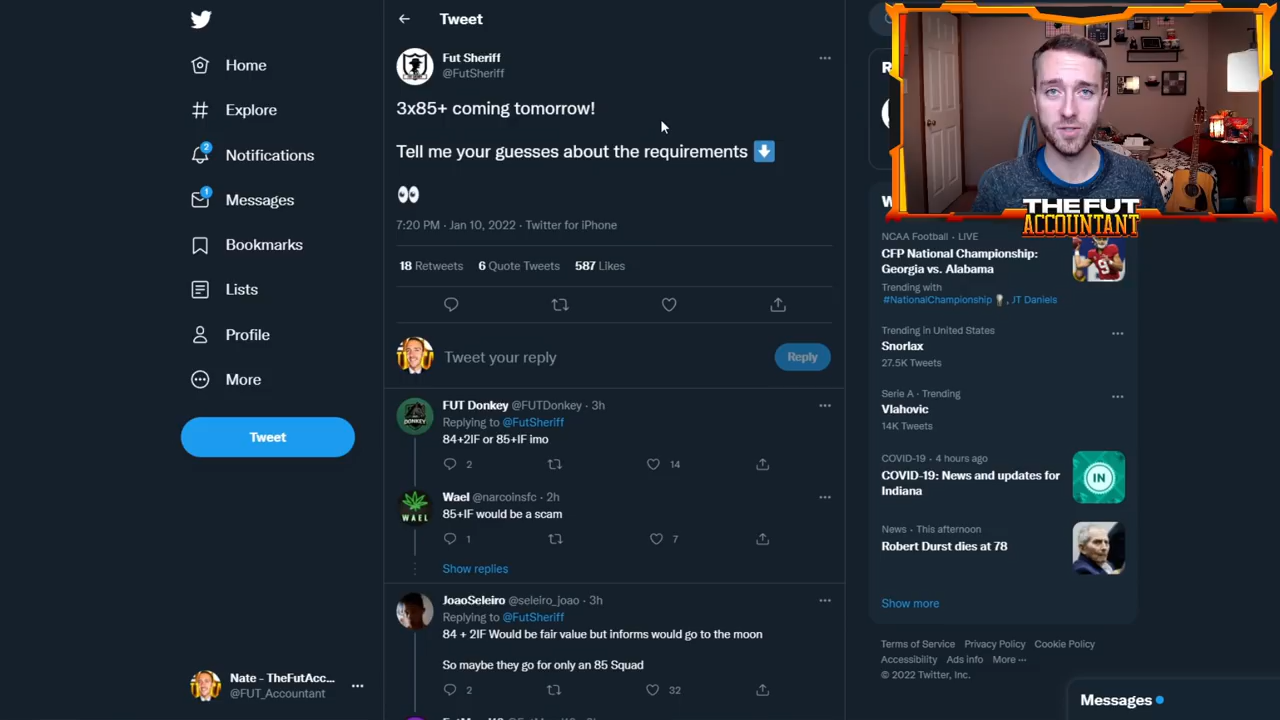 Home
Explore
2
Notifications
1
Messages
Bookmarks
Lists
Profile
More
Tweet
Nate - TheFutAcc...
@FUT_Accountant
Tweet
Fut Sheriff
@FutSheriff
3x85+ coming tomorrow!
Tell me your guesses about the requirements
7:20 PM · Jan 10, 2022 · Twitter for iPhone
18 Retweets 6 Quote Tweets 587 Likes
Tweet your reply
Reply
FUT Donkey @FUTDonkey · 3h
Replying to @FutSheriff
84+2IF or 85+IF imo
2 14
Wael @narcoinsfc · 2h
85+IF would be a scam
1 7
Show replies
JoaoSeleiro @seleiro_joao · 3h
Replying to @FutSheriff
84 + 2IF Would be fair value but informs would go to the moon
So maybe they go for only an 85 Squad
2 32
DONKEY
WAEL
THE FUT
ACCOUNTANT
R
W
NCAA Football · LIVE
CFP National Championship:
Georgia vs. Alabama
Trending with
#NationalChampionship , JT Daniels
Trending in United States
Snorlax
27.5K Tweets
Serie A · Trending
Vlahovic
14K Tweets
COVID-19 · 4 hours ago
COVID-19: News and updates for
Indiana
IN
News · This afternoon
Robert Durst dies at 78
Show more
Terms of Service Privacy Policy Cookie Policy
Accessibility Ads info More ···
© 2022 Twitter, Inc.
Messages